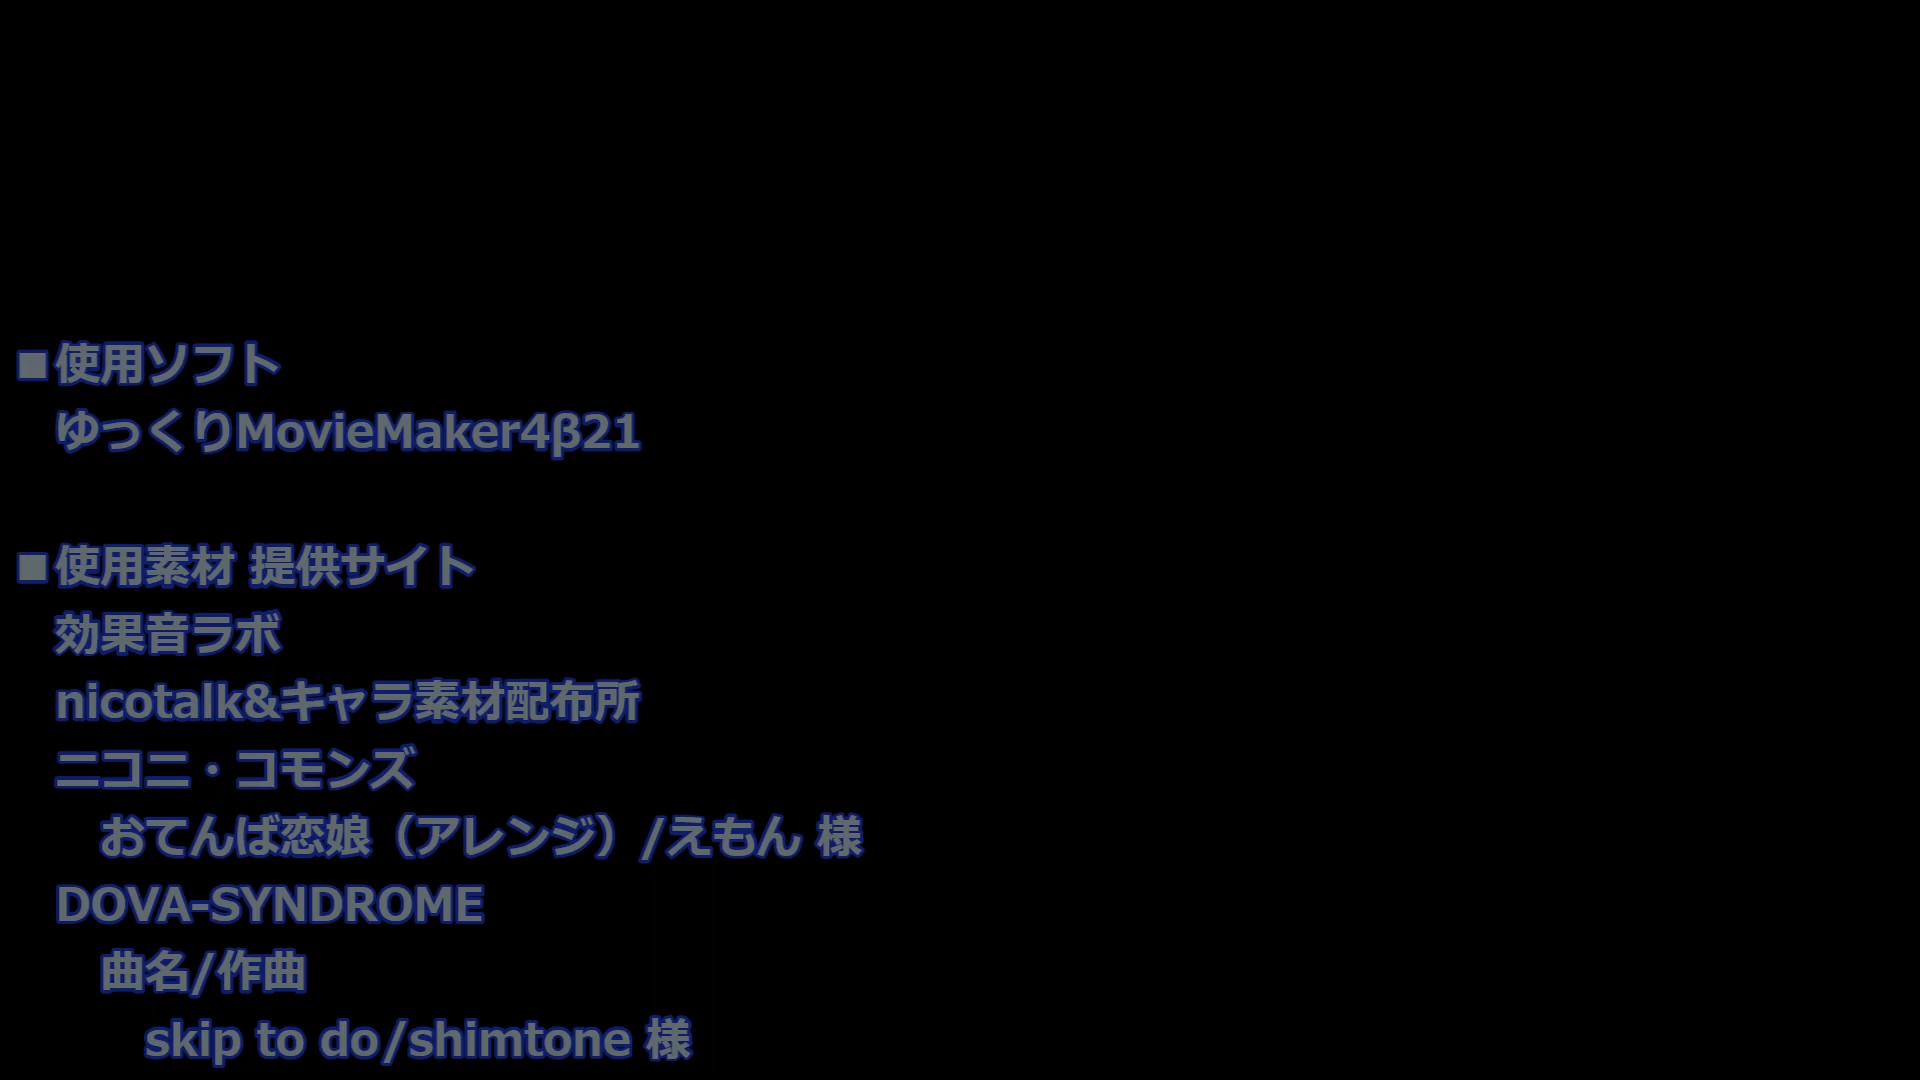 ■使用ソフト
ゆっくりMovieMaker4β21
■使用素材 提供サイト
効果音ラボ
nicotalk&キャラ素材配布所
ニコニ・コモンズ
おてんば恋娘（アレンジ）/えもん 様
DOVA-SYNDROME
曲名/作曲
skip to do/shimtone 様